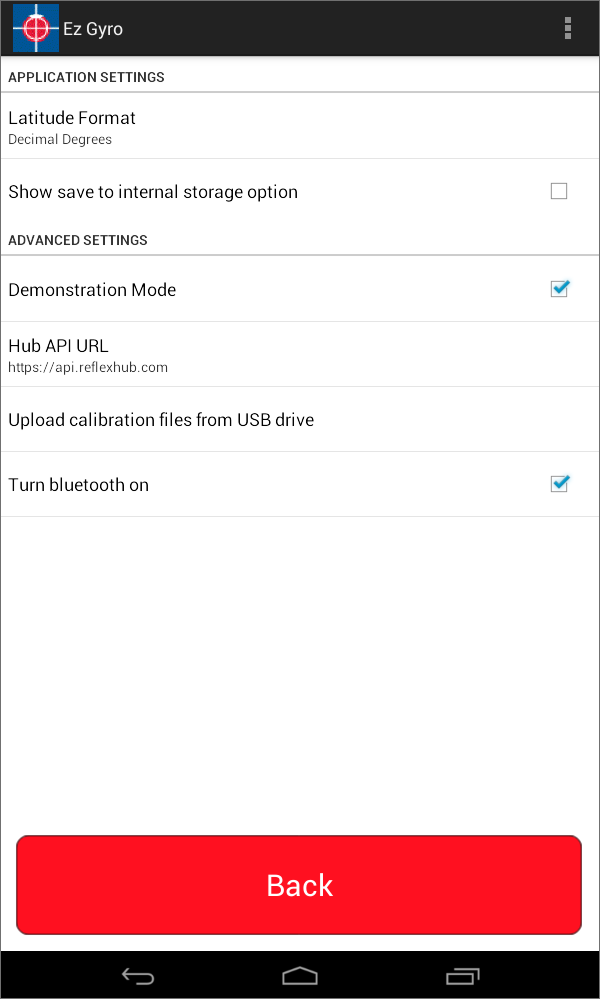 Ez Gyro
APPLICATION SETTINGS
Latitude Format
Decimal Degrees
Show save to internal storage option
ADVANCED SETTINGS
Demonstration Mode
Hub API URL
https://api.reflexhub.com
Upload calibration files from USB drive
Turn bluetooth on
Back